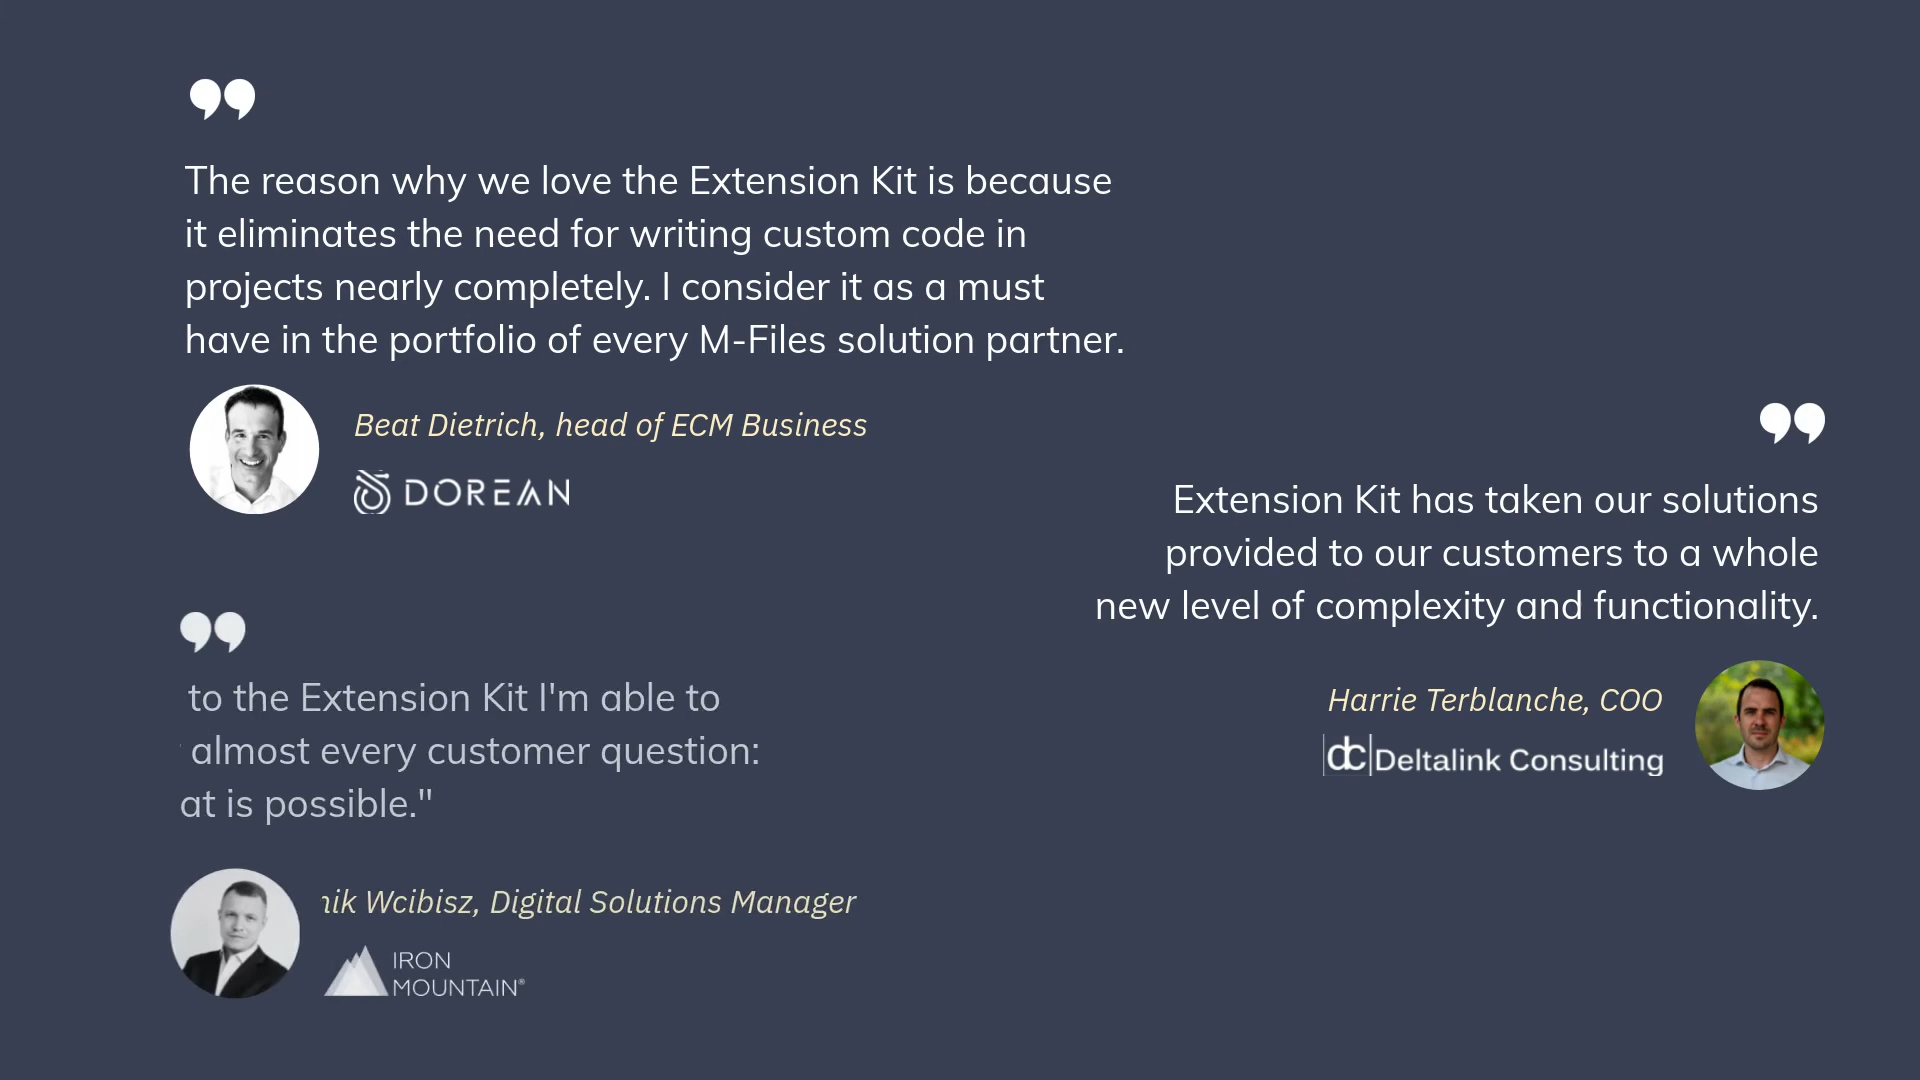 The reason why we love the Extension Kit is because
it eliminates the need for writing custom code in
projects nearly completely. I consider it as a must
have in the portfolio of every M-Files solution partner.
Beat Dietrich, head of ECM Business
DOREAN
Extension Kit has taken our solutions
provided to our customers to a whole
new level of complexity and functionality.
Harrie Terblanche, COO
dc Deltalink Consulting
to the Extension Kit I'm able to
almost every customer question:
at is possible."
Wcibisz, Digital Solutions Manager
IRON
MOUNTAIN®